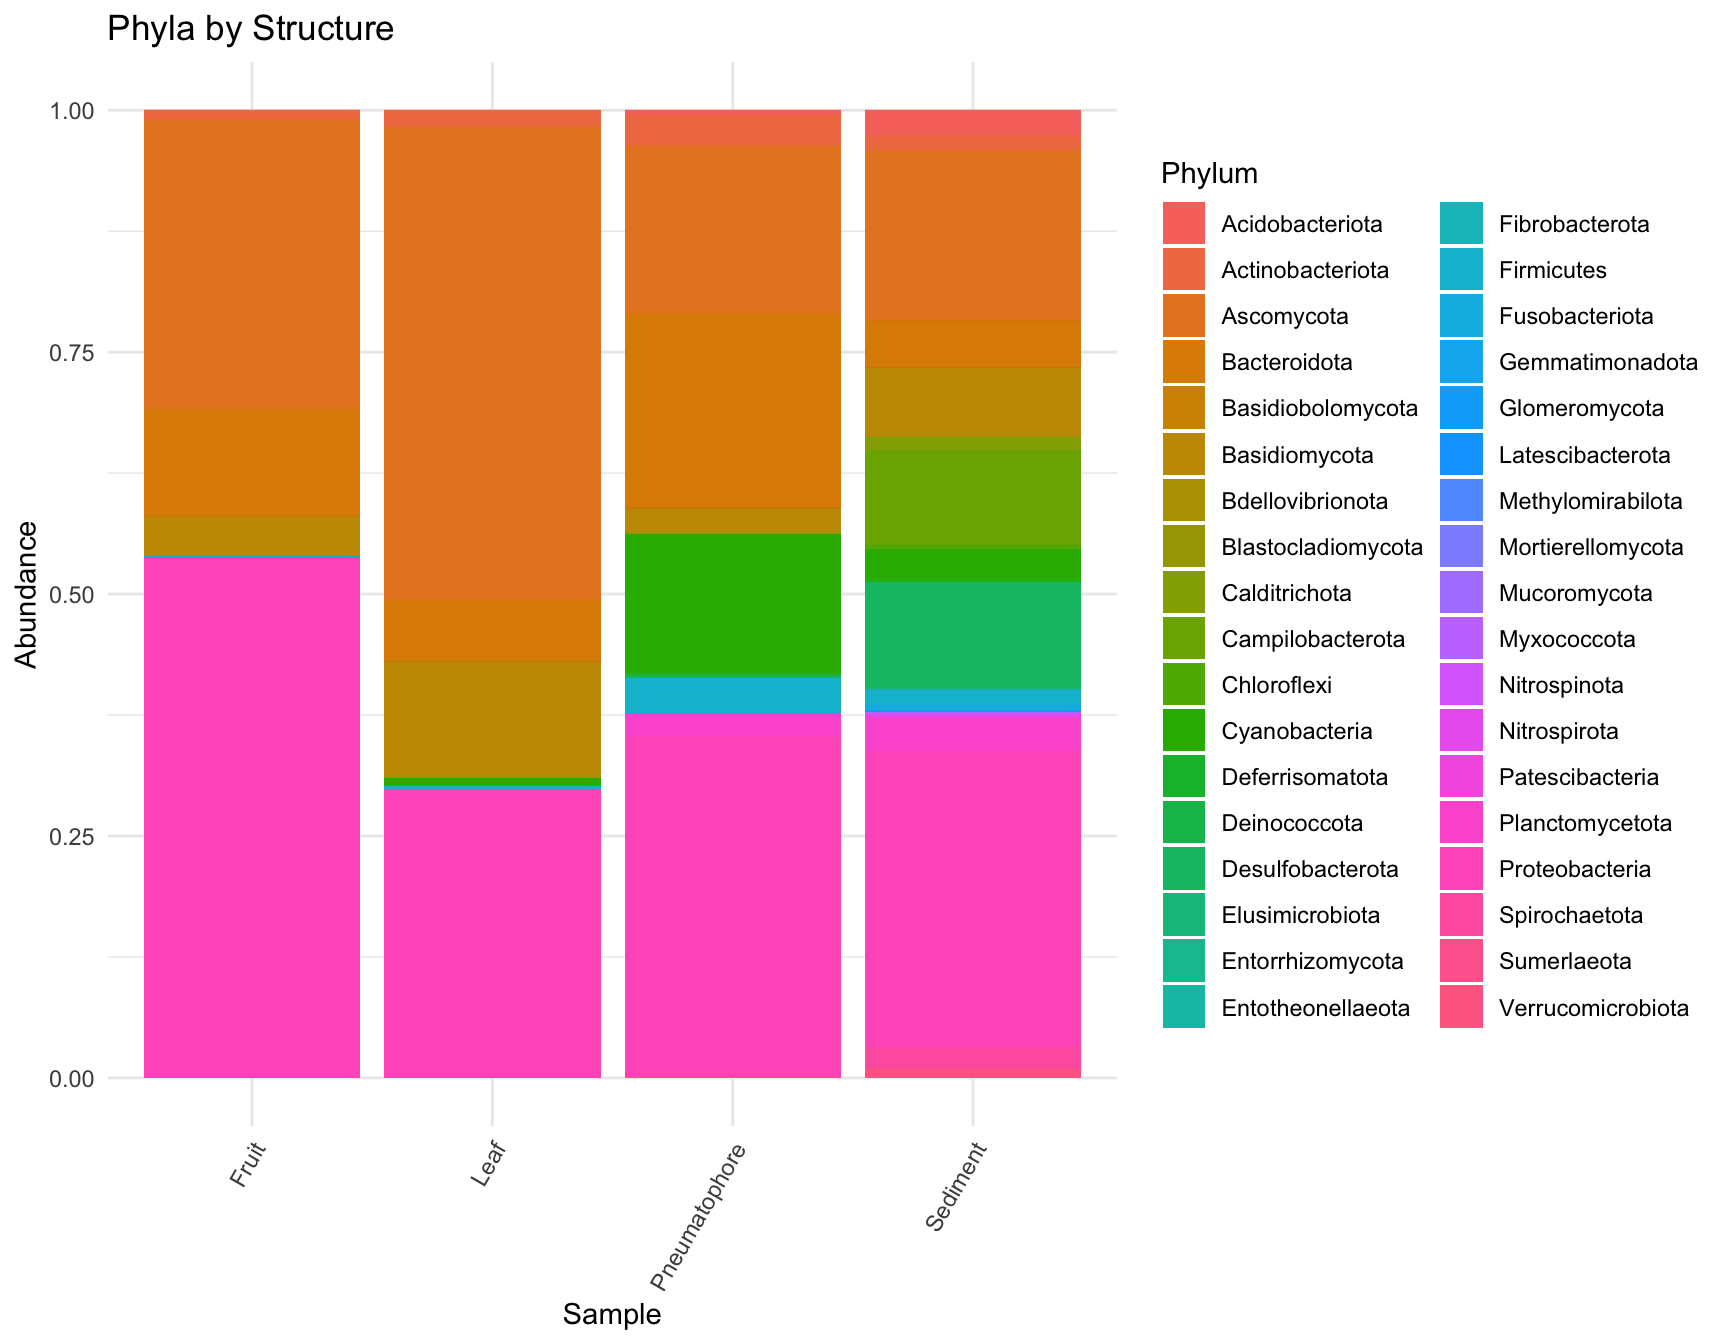 Phyla by Structure
1.00
0.75
0.50
0.25
0.00
Abundance
Fruit
Leaf
Pneumatophore
Sediment
Sample
Phylum
Acidobacteriota
Actinobacteriota
Ascomycota
Bacteroidota
Basidiobolomycota
Basidiomycota
Bdellovibrionota
Blastocladiomycota
Calditrichota
Campilobacterota
Chloroflexi
Cyanobacteria
Deferrisomatota
Deinococcota
Desulfobacterota
Elusimicrobiota
Entorrhizomycota
Entotheonellaeota
Fibrobacterota
Firmicutes
Fusobacteriota
Gemmatimonadota
Glomeromycota
Latescibacterota
Methylomirabilota
Mortierellomycota
Mucoromycota
Myxococcota
Nitrospinota
Nitrospirota
Patescibacteria
Planctomycetota
Proteobacteria
Spirochaetota
Sumerlaeota
Verrucomicrobiota